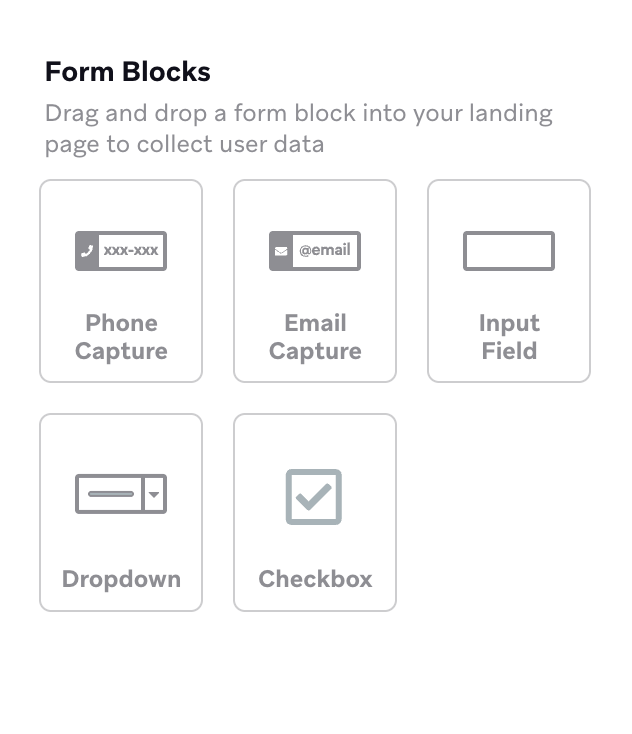 Form Blocks
Drag and drop a form block into your landing
page to collect user data
xxx-xxx
Phone
Capture
@email
Email
Capture
Input
Field
Dropdown
Checkbox